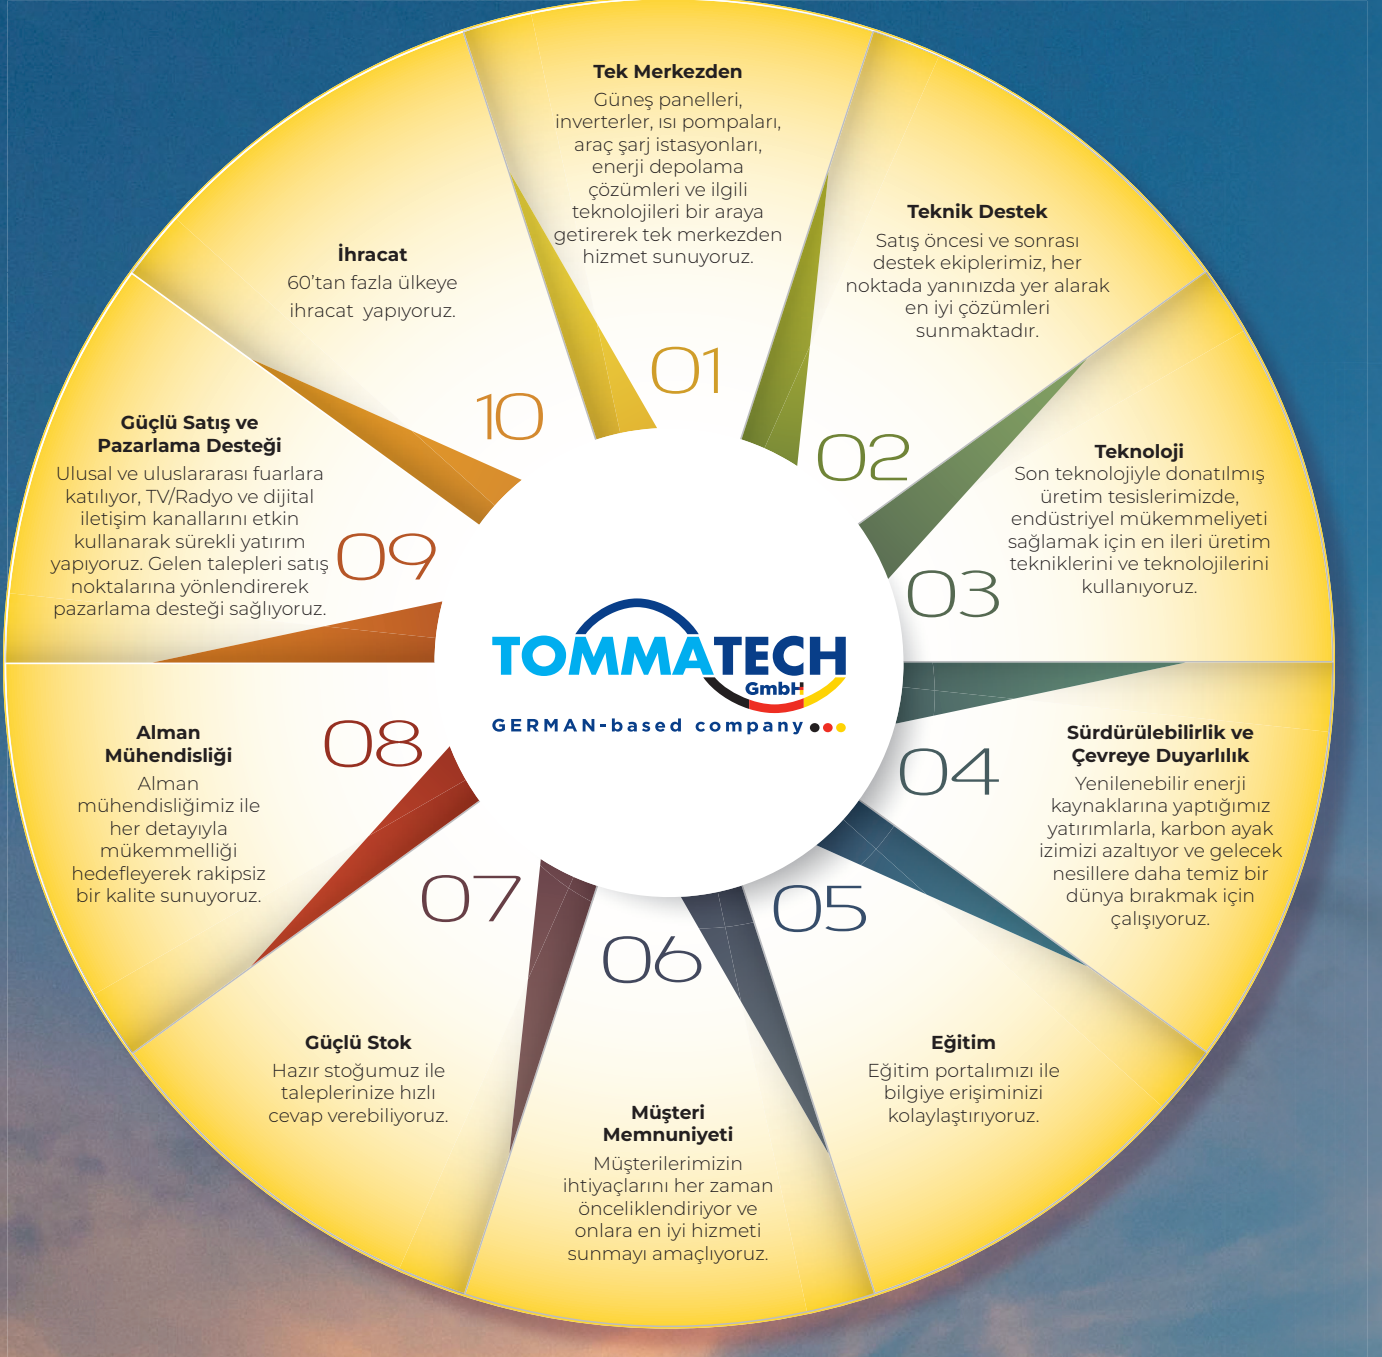 Tek Merkezden
Güneş panelleri,
inverterler, ısı pompaları,
araç şarj istasyonları,
enerji depolama
çözümleri ve ilgili
teknolojileri bir araya
getirerek tek merkezden
hizmet sunuyoruz.
01
Teknik Destek
Satış öncesi ve sonrası
destek ekiplerimiz, her
noktada yanınızda yer alarak
en iyi çözümleri
sunmaktadır.
02
Teknoloji
Son teknolojiyle donatılmış
üretim tesislerimizde,
endüstriyel mükemmeliyeti
sağlamak için en ileri üretim
tekniklerini ve teknolojilerini
kullanıyoruz.
03
Sürdürülebilirlik ve
Çevreye Duyarlılık
Yenilenebilir enerji
kaynaklarına yaptığımız
yatırımlarla, karbon ayak
izimizi azaltıyor ve gelecek
nesillere daha temiz bir
dünya bırakmak için
çalışıyoruz.
04
Eğitim
Eğitim portalımızı ile
bilgiye erişiminizi
kolaylaştırıyoruz.
05
Müşteri
Memnuniyeti
Müşterilerimizin
ihtiyaçlarını her zaman
önceliklendiriyor ve
onlara en iyi hizmeti
sunmayı amaçlıyoruz.
06
Güçlü Stok
Hazır stoğumuz ile
taleplerinize hızlı
cevap verebiliyoruz.
07
Alman
Mühendisliği
Alman
mühendisliğimiz ile
her detayıyla
mükemmelliği
hedefleyerek rakipsiz
bir kalite sunuyoruz.
08
Güçlü Satış ve
Pazarlama Desteği
Ulusal ve uluslararası fuarlara
katılıyor, TV/Radyo ve dijital
iletişim kanallarını etkin
kullanarak sürekli yatırım
yapıyoruz. Gelen talepleri satış
noktalarına yönlendirerek
pazarlama desteği sağlıyoruz.
09
İhracat
60'tan fazla ülkeye
ihracat yapıyoruz.
10
TOMMATECH
GmbH
GERMAN-based company